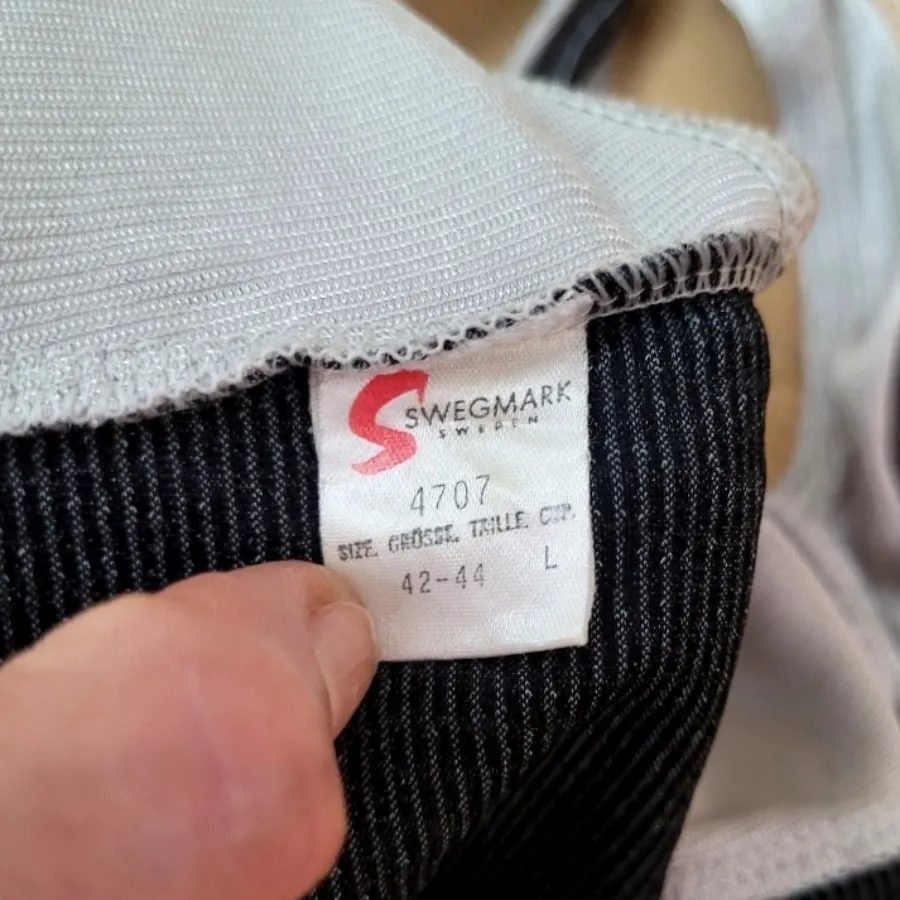 S SWEGMARK
SWEDEN
4707
SIZE. GRÖSSE. TAILLE. CUP.
42-44 L